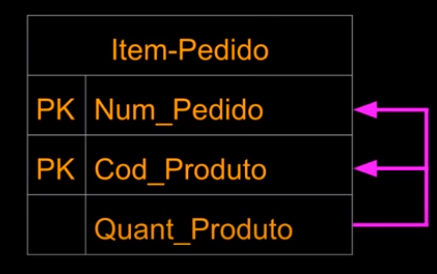 Item-Pedido
PK Num_Pedido
PK Cod_Produto
Quant_Produto